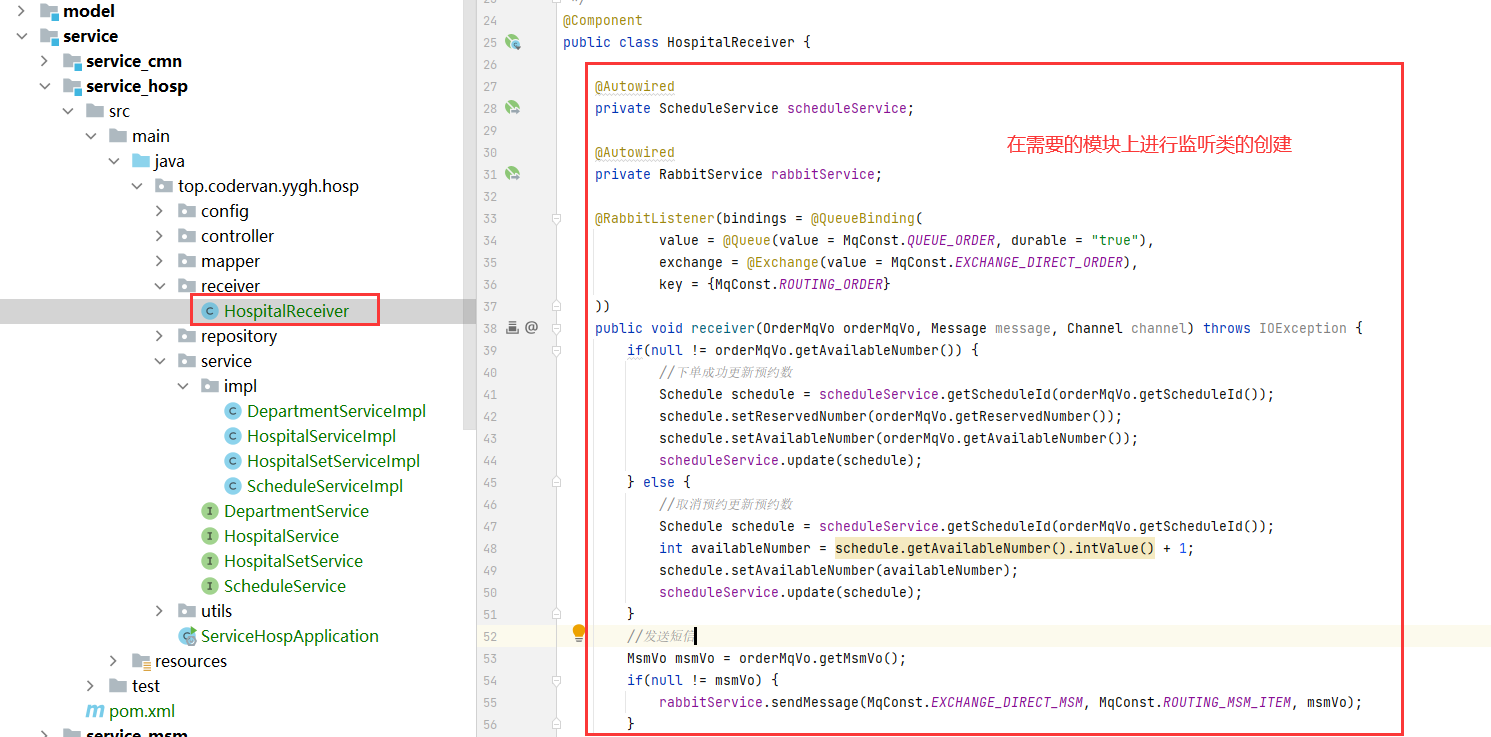 model
service
service_cmn
service_hosp
src
main
java
top.codervan.yygh.hosp
config
controller
mapper
receiver
HospitalReceiver
repository
service
impl
DepartmentServiceImpl
HospitalServiceImpl
HospitalSetServiceImpl
ScheduleServiceImpl
DepartmentService
HospitalService
HospitalSetService
ScheduleService
utils
ServiceHospApplication
resources
test
pom.xml
service_msm
23 */
24 @Component
25 public class HospitalReceiver {
26
27 @Autowired
28 private ScheduleService scheduleService;
29
30 @Autowired
31 private RabbitService rabbitService;
32
33 @RabbitListener(bindings = @QueueBinding(
34 value = @Queue(value = MqConst.QUEUE_ORDER, durable = "true"),
35 exchange = @Exchange(value = MqConst.EXCHANGE_DIRECT_ORDER),
36 key = {MqConst.ROUTING_ORDER}
37 ))
38 public void receiver(OrderMqVo orderMqVo, Message message, Channel channel) throws IOException {
39 if(null != orderMqVo.getAvailableNumber()) {
40 //下单成功更新预约数
41 Schedule schedule = scheduleService.getScheduleId(orderMqVo.getScheduleId());
42 schedule.setReservedNumber(orderMqVo.getReservedNumber());
43 schedule.setAvailableNumber(orderMqVo.getAvailableNumber());
44 scheduleService.update(schedule);
45 } else {
46 //取消预约更新预约数
47 Schedule schedule = scheduleService.getScheduleId(orderMqVo.getScheduleId());
48 int availableNumber = schedule.getAvailableNumber().intValue() + 1;
49 schedule.setAvailableNumber(availableNumber);
50 scheduleService.update(schedule);
51 }
52 //发送短信
53 MsmVo msmVo = orderMqVo.getMsmVo();
54 if(null != msmVo) {
55 rabbitService.sendMessage(MqConst.EXCHANGE_DIRECT_MSM, MqConst.ROUTING_MSM_ITEM, msmVo);
56 }
在需要的模块上进行监听类的创建